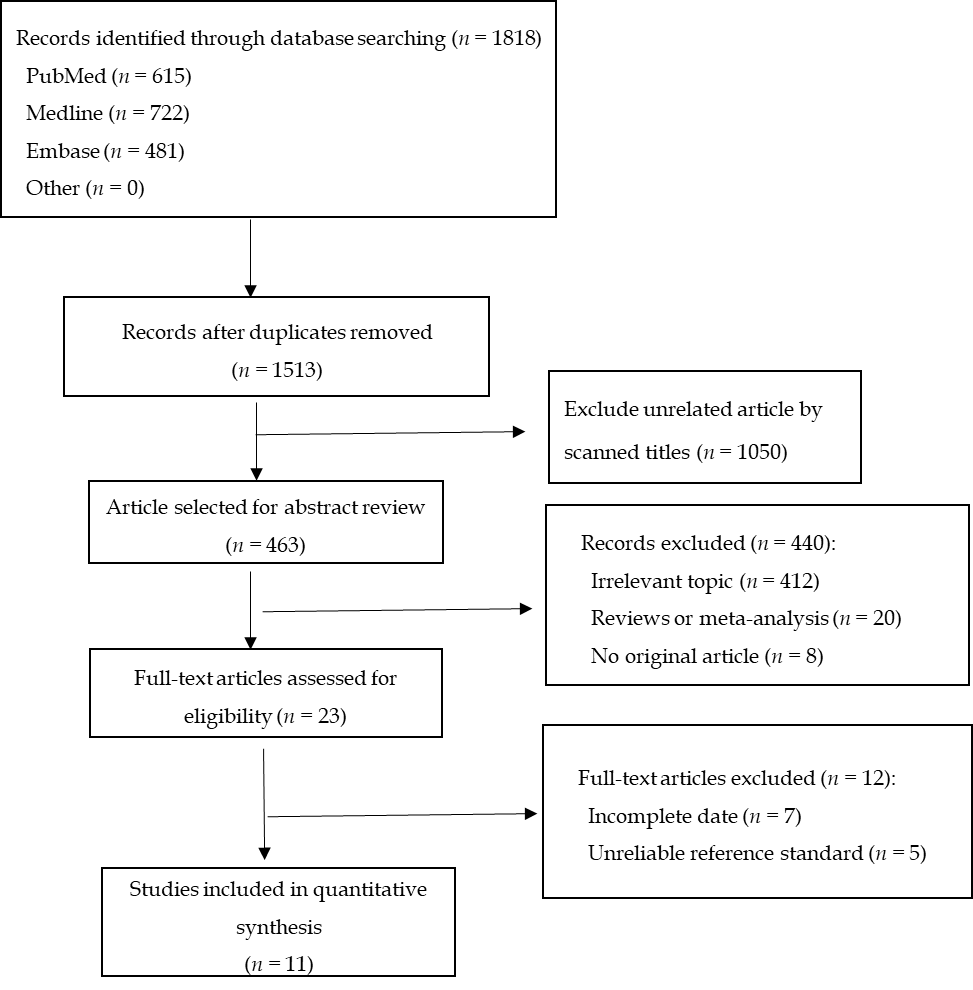 Records identified through database searching (n = 1818)
PubMed (n = 615)
Medline (n = 722)
Embase (n = 481)
Other (n = 0)
Records after duplicates removed
(n = 1513)
Exclude unrelated article by
scanned titles (n = 1050)
Article selected for abstract review
(n = 463)
Records excluded (n = 440):
Irrelevant topic (n = 412)
Reviews or meta-analysis (n = 20)
No original article (n = 8)
Full-text articles assessed for
eligibility (n = 23)
Full-text articles excluded (n = 12):
Incomplete date (n = 7)
Unreliable reference standard (n = 5)
Studies included in quantitative
synthesis
(n = 11)